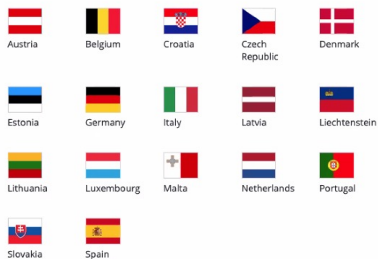 Austria
Belgium
Croatia
Czech
Republic
Denmark
Estonia
Germany
Italy
Latvia
Liechtenstein
Lithuania
Luxembourg
Malta
Netherlands
Portugal
Slovakia
Spain